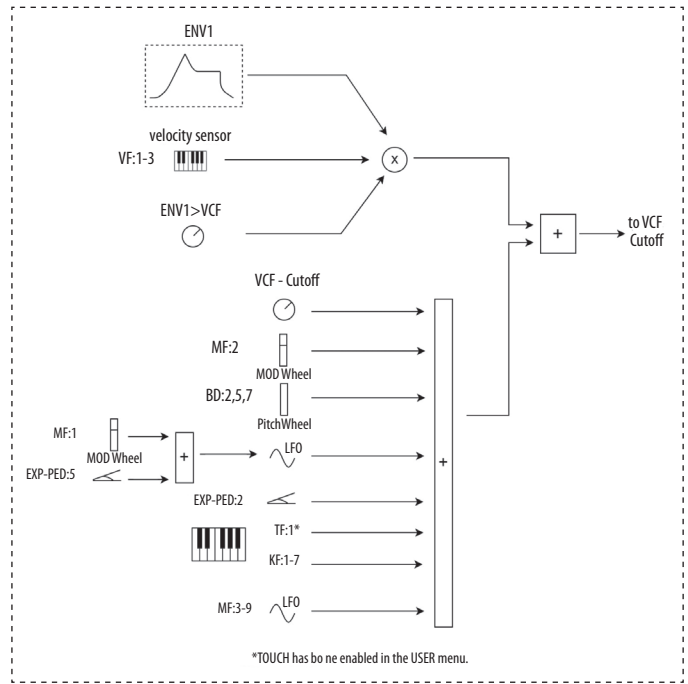 ENV1
velocity sensor
VF:1-3
x
ENV1>VCF
+
to VCF
Cutoff
VCF - Cutoff
MF:2
MOD Wheel
BD:2,5,7
PitchWheel
MF:1
MOD Wheel
+
LFO
+
EXP-PED:5
EXP-PED:2
TF:1*
KF:1-7
MF:3-9
LFO
*TOUCH has bo ne enabled in the USER menu.